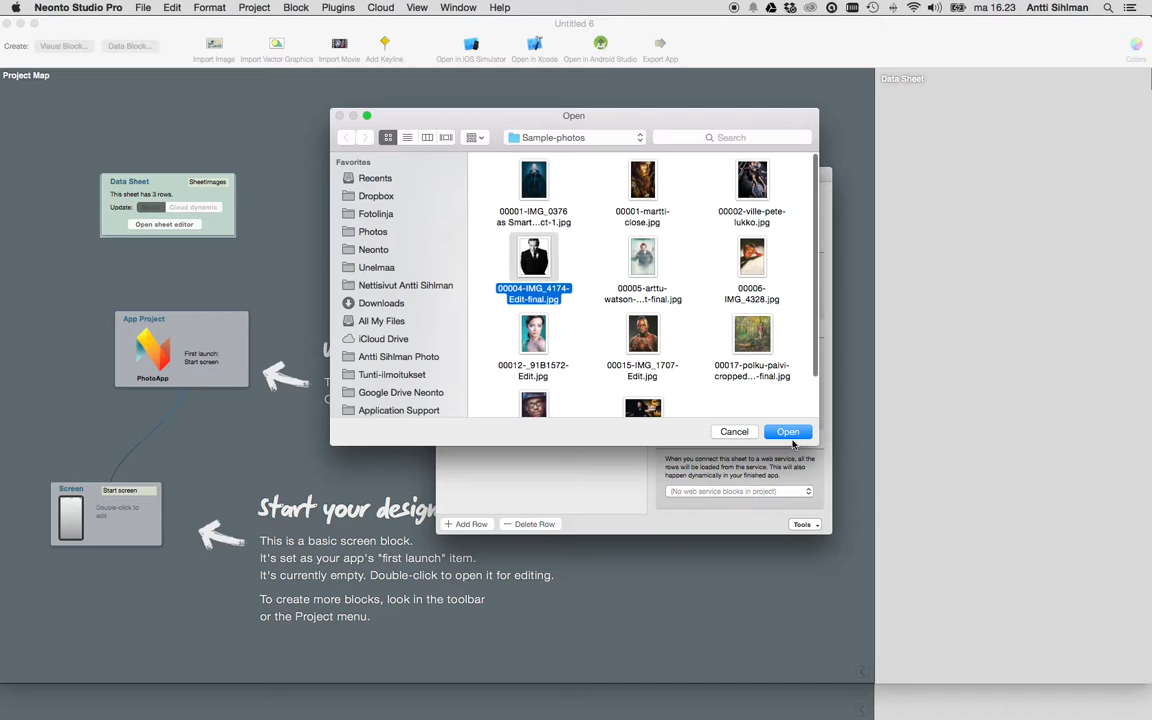 Neonto Studio Pro File Edit Format Project Block Plugins Cloud View Window Help ma 16.23 Antti Sihlman
Untitled 6
Create: Visual Block... Data Block... Import Image Import Vector Graphics Import Movie Add Keyline Open in iOS Simulator Open in Xcode Open in Android Studio Export App Colors
Project Map
Data Sheet
Data Sheet SheetImages
This sheet has 3 rows.
Update: Cloud dynamic
Open sheet editor
App Project
First launch:
Start screen
PhotoApp
Screen Start screen
Double-click to
edit
Open
Sample-photos
Search
Favorites
Recents
Dropbox
Fotolinja
Photos
Neonto
Unelmaa
Nettisivut Antti Sihlman
Downloads
All My Files
iCloud Drive
Antti Sihlman Photo
Tunti-ilmoitukset
Google Drive Neonto
Application Support
00001-IMG_0376
as Smart...ct-1.jpg
00001-martti-
close.jpg
00002-ville-pete-
lukko.jpg
00004-IMG_4174-
Edit-final.jpg
00005-arttu-
watson-...t-final.jpg
00006-
IMG_4328.jpg
00012-_91B1572-
Edit.jpg
00015-IMG_1707-
Edit.jpg
00017-polku-paivi-
cropped...-final.jpg
Cancel Open
When you connect this sheet to a web service, all the
rows will be loaded from the service. This will also
happen dynamically in your finished app.
(No web service blocks in project)
+ Add Row
— Delete Row
Tools
Start your design
This is a basic screen block.
It's set as your app's "first launch" item.
It's currently empty. Double-click to open it for editing.
To create more blocks, look in the toolbar
or the Project menu.